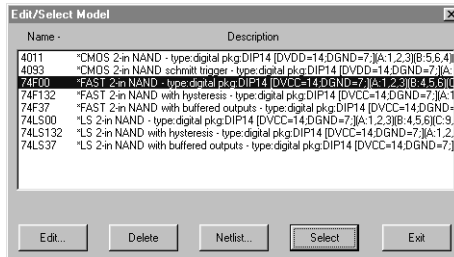 Edit/Select Model
Name - Description
4011 *CMOS 2-in NAND - type:digital pkg:DIP14 [DVDD=14;DGND=7;](A:1,2,3)(B:5,6,4)
4093 *CMOS 2-in NAND schmitt trigger - type:digital pkg:DIP14 [DVDD=14;DGND=7;](A:
74F00 *FAST 2-in NAND - type:digital pkg:DIP14 [DVCC=14;DGND=7;](A:1,2,3)(B:4,5,6)(C
74F132 *FAST 2-in NAND with hysteresis - type:digital pkg:DIP14 [DVCC=14;DGND=7;](A:1
74F37 *FAST 2-in NAND with buffered outputs - type:digital pkg:DIP14 [DVCC=14;DGND=
74LS00 *LS 2-in NAND - type:digital pkg:DIP14 [DVCC=14;DGND=7;](A:1,2,3)(B:4,5,6)(C:9,
74LS132 *LS 2-in NAND with hysteresis - type:digital pkg:DIP14 [DVCC=14;DGND=7;](A:1,2,
74LS37 *LS 2-in NAND with buffered outputs - type:digital pkg:DIP14 [DVCC=14;DGND=7;]
Edit... Delete Netlist... Select Exit